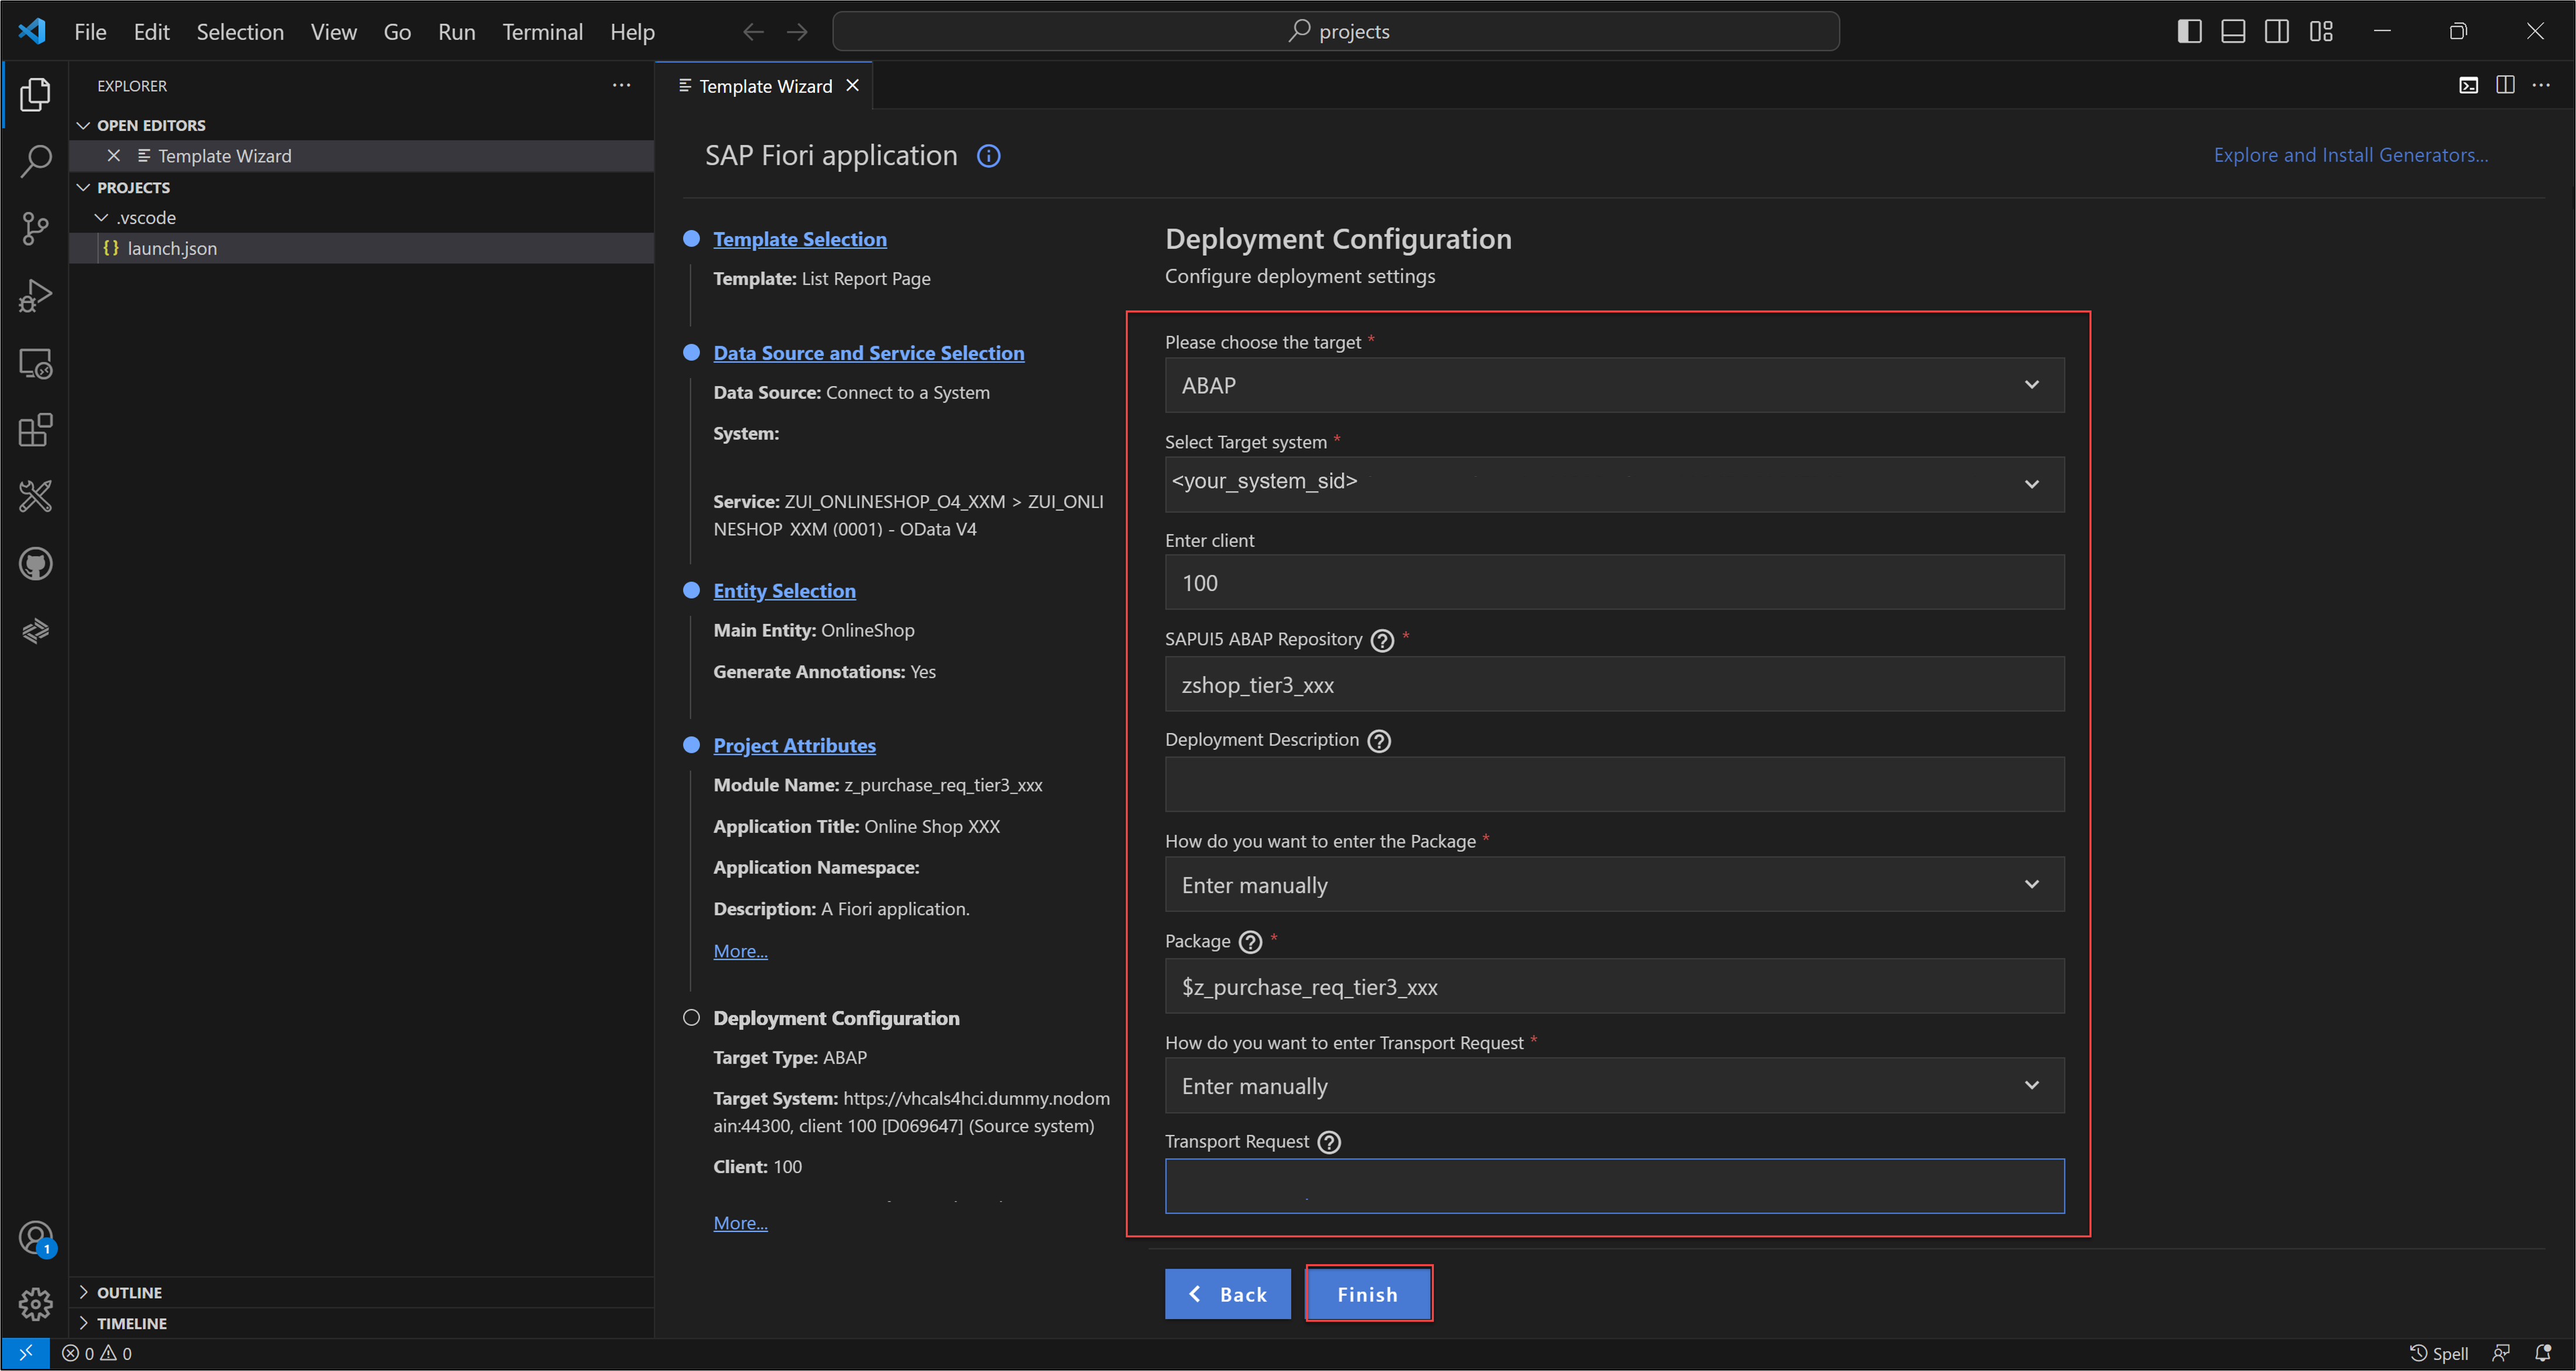 File Edit Selection View Go Run Terminal Help
projects
EXPLORER
OPEN EDITORS
Template Wizard
PROJECTS
.vscode
{} launch.json
OUTLINE
TIMELINE
Template Wizard
SAP Fiori application
Explore and Install Generators...
Template Selection
Template: List Report Page
Data Source and Service Selection
Data Source: Connect to a System
System:
Service: ZUI_ONLINESHOP_O4_XXM > ZUI_ONLI
NESHOP_XXM (0001) - OData V4
Entity Selection
Main Entity: OnlineShop
Generate Annotations: Yes
Project Attributes
Module Name: z_purchase_req_tier3_xxx
Application Title: Online Shop XXX
Application Namespace:
Description: A Fiori application.
More...
Deployment Configuration
Target Type: ABAP
Target System: https://vhcals4hci.dummy.nodom
ain:44300, client 100 [D069647] (Source system)
Client: 100
More...
Deployment Configuration
Configure deployment settings
Please choose the target *
ABAP
Select Target system *
<your_system_sid>
Enter client
100
SAPUI5 ABAP Repository ? *
zshop_tier3_xxx
Deployment Description ?
How do you want to enter the Package *
Enter manually
Package ? *
$z_purchase_req_tier3_xxx
How do you want to enter Transport Request *
Enter manually
Transport Request ?
Back
Finish
1
0 0
Spell